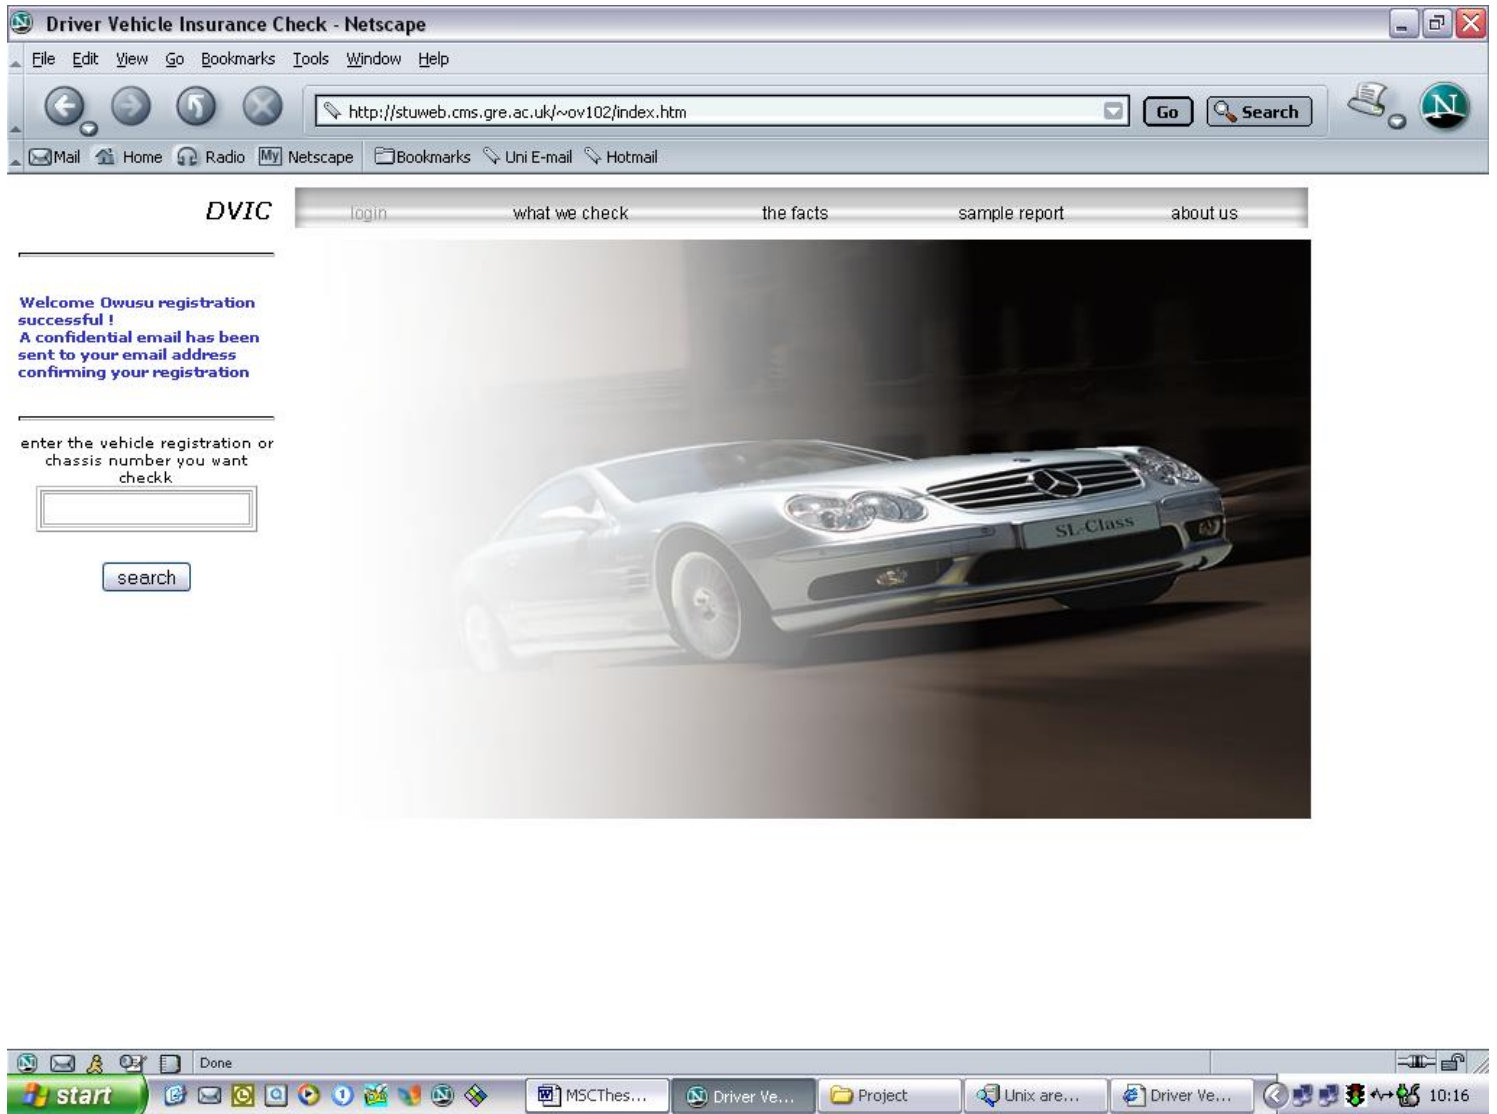 Driver Vehicle Insurance Check - Netscape
File Edit View Go Bookmarks Tools Window Help
http://stuweb.cms.gre.ac.uk/~ov102/index.htm Go Search N
Mail Home Radio My Netscape Bookmarks Uni E-mail Hotmail
DVIC login what we check the facts sample report about us
Welcome Owusu registration
successful !
A confidential email has been
sent to your email address
confirming your registration
enter the vehicle registration or
chassis number you want
checkk
search
SL-Class
Done
start MSCThes... Driver Ve... Project Unix are... Driver Ve... 10:16